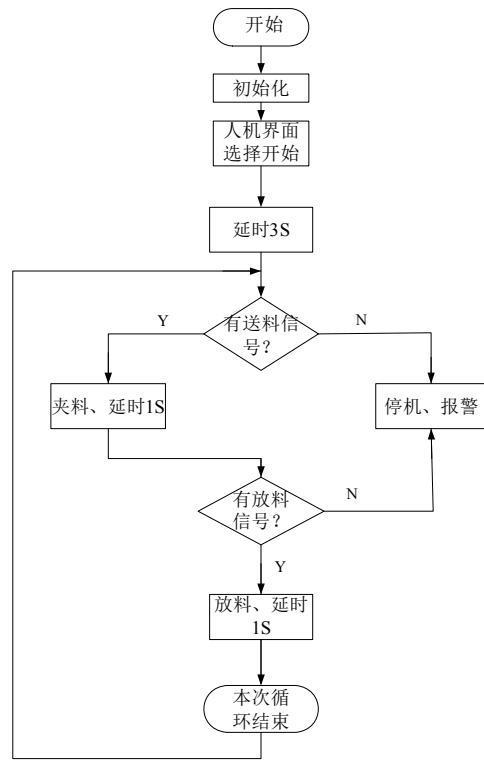 开始
初始化
人机界面
选择开始
延时3S
有送料信
号？
Y
N
夹料、延时1S
停机、报警
有放料
信号？
N
Y
放料、延时
1S
本次循
环结束